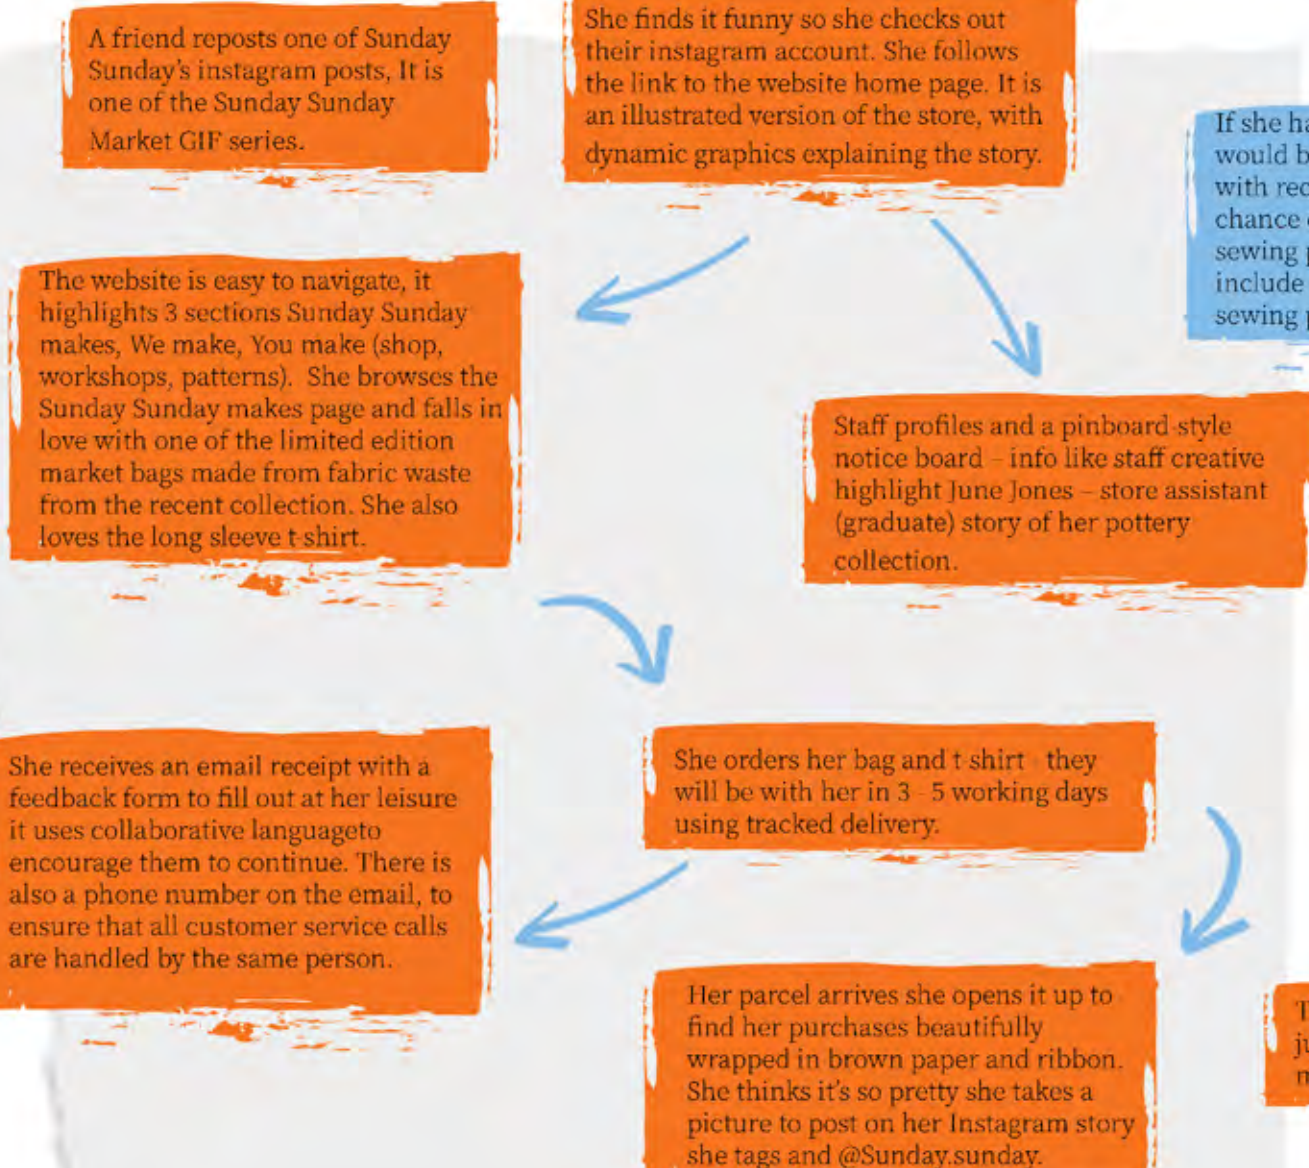 A friend reposts one of Sunday
Sunday's instagram posts, It is
one of the Sunday Sunday
Market GIF series.
She finds it funny so she checks out
their instagram account. She follows
the link to the website home page. It is
an illustrated version of the store, with
dynamic graphics explaining the story.
If she
would
with
chance
sewing
include
sewing
The website is easy to navigate, it
highlights 3 sections Sunday Sunday
makes, We make, You make (shop,
workshops, patterns). She browses the
Sunday Sunday makes page and falls in
love with one of the limited edition
market bags made from fabric waste
from the recent collection. She also
loves the long sleeve t-shirt.
Staff profiles and a pinboard-style
notice board – info like staff creative
highlight June Jones – store assistant
(graduate) story of her pottery
collection.
She orders her bag and t-shirt - they
will be with her in 3 - 5 working days
using tracked delivery.
She receives an email receipt with a
feedback form to fill out at her leisure
it uses collaborative languageto
encourage them to continue. There is
also a phone number on the email, to
ensure that all customer service calls
are handled by the same person.
Her parcel arrives she opens it up to
find her purchases beautifully
wrapped in brown paper and ribbon.
She thinks it's so pretty she takes a
picture to post on her Instagram story
she tags and @Sunday.sunday.